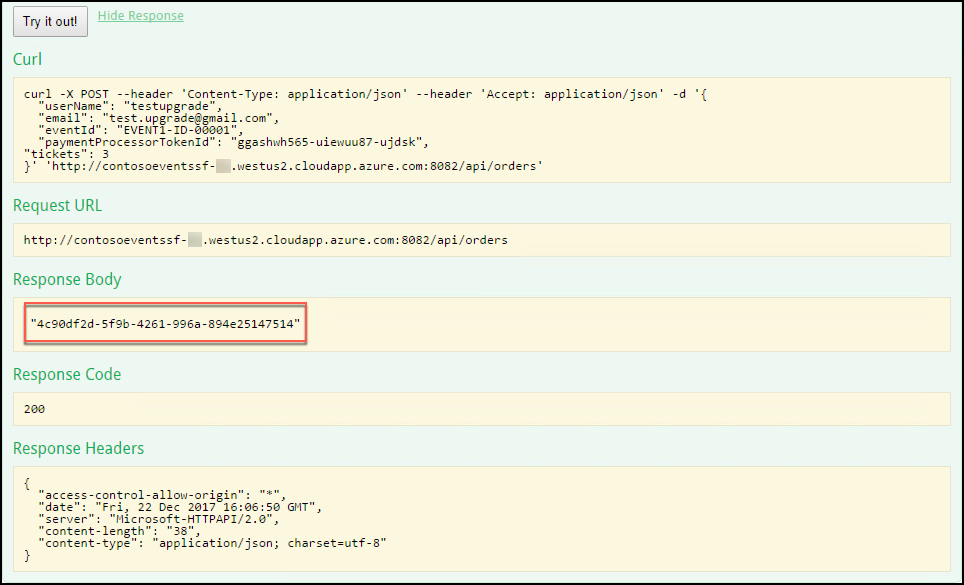 Try it out! Hide Response
Curl
curl -X POST --header 'Content-Type: application/json' --header 'Accept: application/json' -d '{
"userName": "testupgrade",
"email": "test.upgrade@gmail.com",
"eventId": "EVENT1-ID-00001",
"paymentProcessorTokenId": "ggashwh565-uiewuu87-ujdsk",
"tickets": 3
}' 'http://contosoeventssf- .westus2.cloudapp.azure.com:8082/api/orders'
Request URL
http://contosoeventssf- .westus2.cloudapp.azure.com:8082/api/orders
Response Body
"4c90df2d-5f9b-4261-996a-894e25147514"
Response Code
200
Response Headers
{
"access-control-allow-origin": "*",
"date": "Fri, 22 Dec 2017 16:06:50 GMT",
"server": "Microsoft-HTTPAPI/2.0",
"content-length": "38",
"content-type": "application/json; charset=utf-8"
}